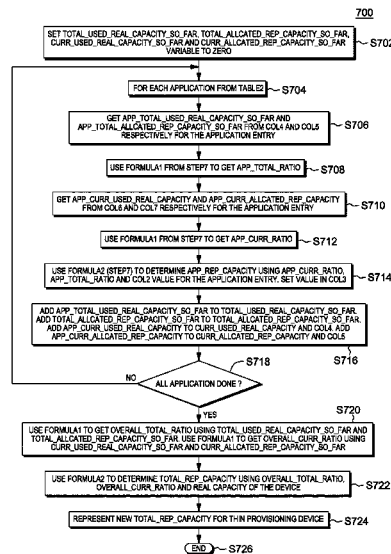 700
SET TOTAL_USED_REAL_CAPACITY_SO_FAR, TOTAL_ALLCATED_REP_CAPACITY_SO_FAR,
CURR_USED_REAL_CAPACITY_SO_FAR AND CURR_ALLCATED_REP_CAPACITY_SO_FAR
VARIABLE TO ZERO
S702
FOR EACH APPLICATION FROM TABLE2
S704
GET APP_TOTAL_USED_REAL_CAPACITY_SO_FAR AND
APP_TOTAL_ALLCATED_REP_CAPACITY_SO_FAR FROM COL4 AND COL5
RESPECTIVELY FOR THE APPLICATION ENTRY
S706
USE FORMULA1 FROM STEP7 TO GET APP_TOTAL_RATIO
S708
GET APP_CURR_USED_REAL_CAPACITY AND APP_CURR_ALLCATED_REP_CAPACITY
FROM COL6 AND COL7 RESPECTIVELY FOR THE APPLICATION ENTRY
S710
USE FORMULA1 FROM STEP7 TO GET APP_CURR_RATIO
S712
USE FORMULA2 (STEP7) TO DETERMINE APP_REP_CAPACITY USING APP_CURR_RATIO,
APP_TOTAL_RATIO AND COL2 VALUE FOR THE APPLICATION ENTRY. SET VALUE IN COL3
S714
ADD APP_TOTAL_USED_REAL_CAPACITY_SO_FAR TO TOTAL_USED_REAL_CAPACITY_SO_FAR.
ADD TOTAL_ALLCATED_REP_CAPACITY_SO_FAR TO TOTAL_ALLCATED_REP_CAPACITY_SO_FAR.
ADD APP_CURR_USED_REAL_CAPACITY TO CURR_USED_REAL_CAPACITY AND COL4. ADD
APP_CURR_ALLCATED_REP_CAPACITY TO CURR_ALLCATED_REP_CAPACITY AND COL5
S716
S718
NO
ALL APPLICATION DONE ?
YES
S720
USE FORMULA1 TO GET OVERALL_TOTAL_RATIO USING TOTAL_USED_REAL_CAPACITY_SO_FAR AND
TOTAL_ALLCATED_REP_CAPACITY_SO_FAR. USE FORMULA1 TO GET OVERALL_CURR_RATIO USING
CURR_USED_REAL_CAPACITY_SO_FAR AND CURR_ALLCATED_REP_CAPACITY_SO_FAR
USE FORMULA2 TO DETERMINE TOTAL_REP_CAPACITY USING OVERALL_TOTAL_RATIO,
OVERALL_CURR_RATIO AND REAL CAPACITY OF THE DEVICE
S722
REPRESENT NEW TOTAL_REP_CAPACITY FOR THIN PROVISIONING DEVICE
S724
END
S726